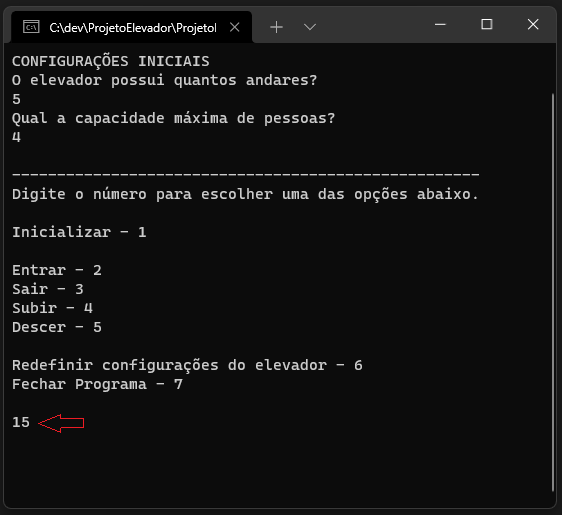 C:\dev\ProjetoElevador\Projetol
CONFIGURAÇÕES INICIAIS
O elevador possui quantos andares?
5
Qual a capacidade máxima de pessoas?
4
----------------------------------------------------
Digite o número para escolher uma das opções abaixo.
Inicializar - 1
Entrar - 2
Sair - 3
Subir - 4
Descer - 5
Redefinir configurações do elevador - 6
Fechar Programa - 7
15